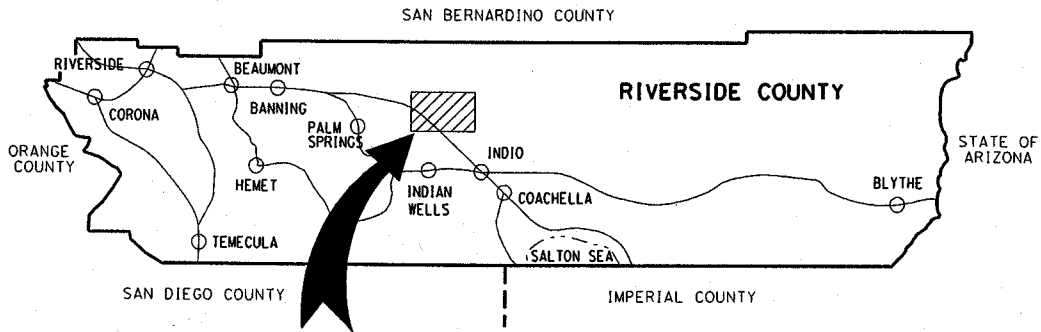 SAN BERNARDINO COUNTY
RIVERSIDE
BEAUMONT
CORONA
BANNING
RIVERSIDE COUNTY
PALM
SPRINGS
ORANGE
COUNTY
STATE OF
ARIZONA
HEMET
INDIO
INDIAN
WELLS
COACHELLA
BLYTHE
TEMECULA
SALTON SEA
SAN DIEGO COUNTY
IMPERIAL COUNTY